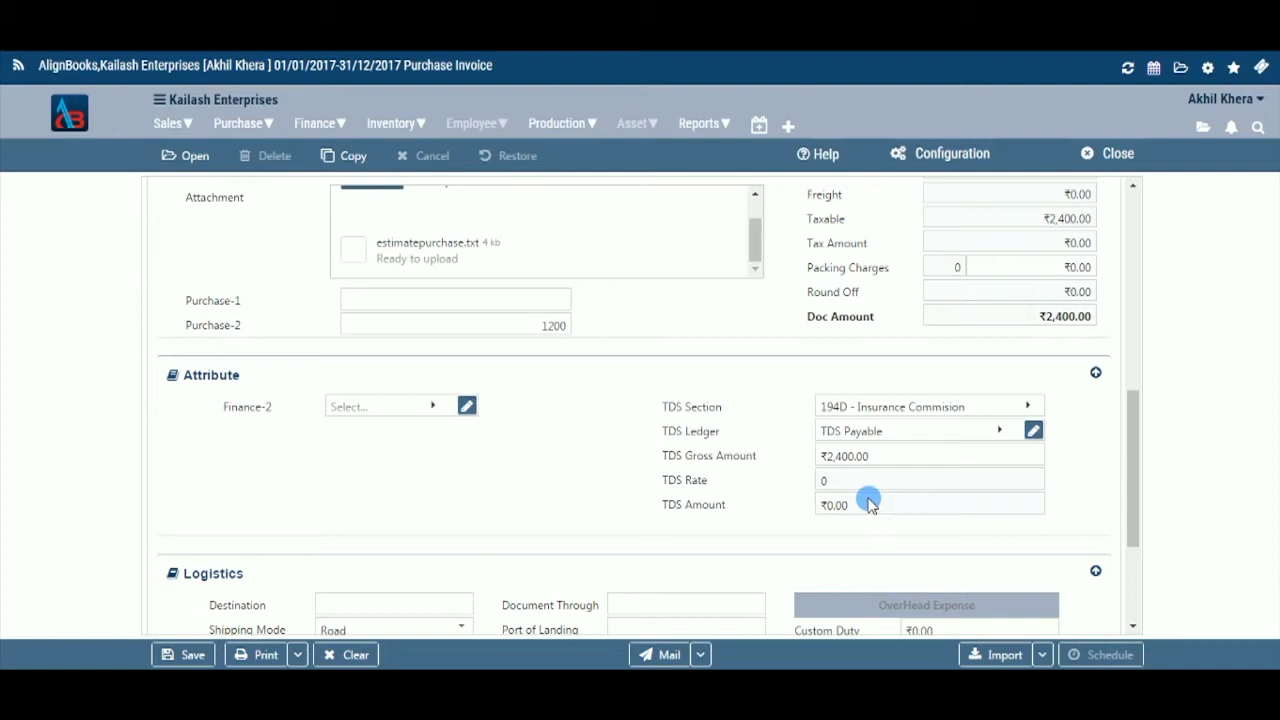 AlignBooks,Kailash Enterprises [Akhil Khera ] 01/01/2017-31/12/2017 Purchase Invoice
Kailash Enterprises
Akhil Khera
Sales Purchase Finance Inventory Employee Production Asset Reports
Open Delete Copy Cancel Restore Help Configuration Close
Attachment
estimatepurchase.txt 4 kb
Ready to upload
Purchase-1
Purchase-2 1200
Freight ₹0.00
Taxable ₹2,400.00
Tax Amount ₹0.00
Packing Charges 0 ₹0.00
Round Off ₹0.00
Doc Amount ₹2,400.00
Attribute
Finance-2 Select...
TDS Section 194D - Insurance Commision
TDS Ledger TDS Payable
TDS Gross Amount ₹2,400.00
TDS Rate 0
TDS Amount ₹0.00
Logistics
Destination Document Through OverHead Expense
Shipping Mode Road Port of Landing Custom Duty ₹0.00
Save Print Clear Mail Import Schedule